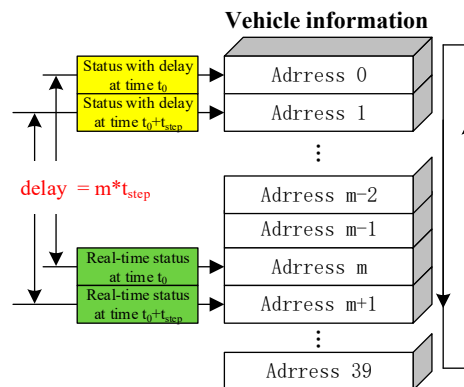 Vehicle information
Status with delay
at time t0
Adrress 0
Status with delay
at time t0+tstep
Adrress 1
...
delay = m*tstep
Adrress m-2
Adrress m-1
Real-time status
at time t0
Adrress m
Real-time status
at time t0+tstep
Adrress m+1
...
Adrress 39